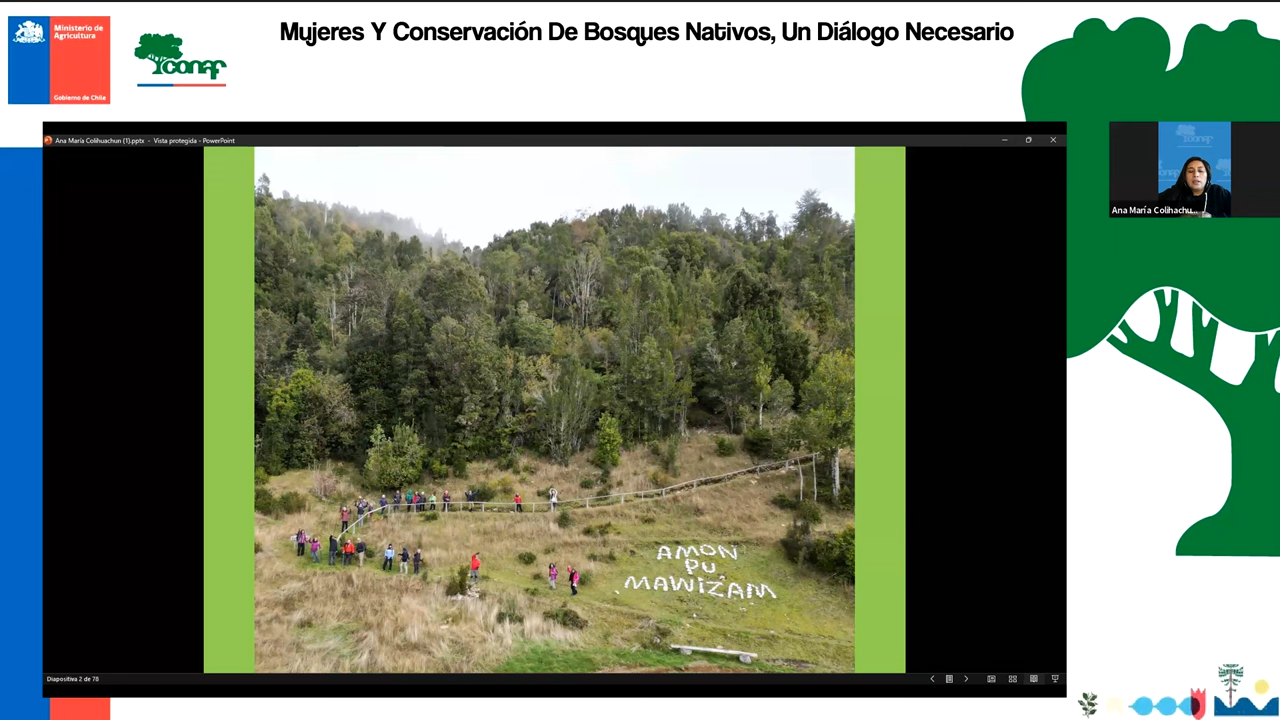 Mujeres Y Conservación De Bosques Nativos, Un Diálogo Necesario
Ministerio de
Agricultura
Gobierno de Chile
conaf
Ana María Colihuachun (1).pptx - Vista protegida - PowerPoint
Ana María Colihachu...
AMON
PU
MAWIZAM
Diapositiva 2 de 78